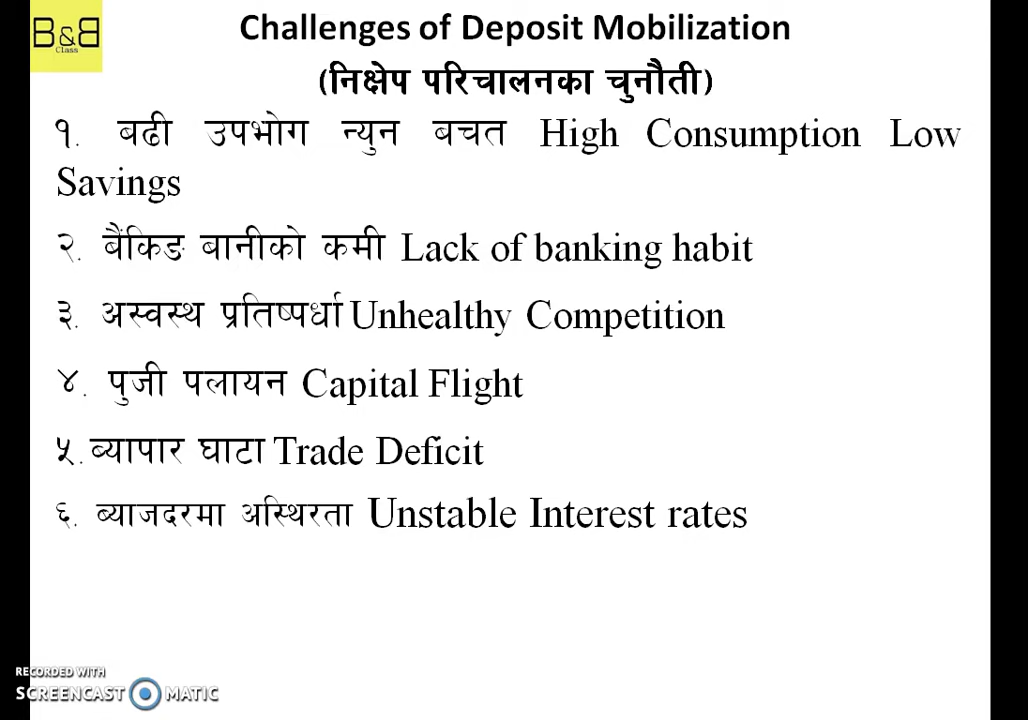 B&B
Class
Challenges of Deposit Mobilization
(निक्षेप परिचालनका चुनौती)
१. बढी उपभोग न्युन बचत High Consumption Low
Savings
२. बैंकिङ बानीको कमी Lack of banking habit
३. अस्वस्थ प्रतिष्पर्धा Unhealthy Competition
४. पुजी पलायन Capital Flight
५.ब्यापार घाटा Trade Deficit
६. ब्याजदरमा अस्थिरता Unstable Interest rates
RECORDED WITH
SCREENCAST MATIC